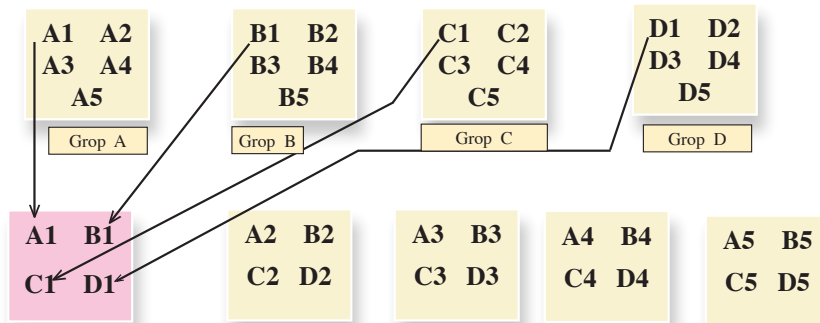 A1 A2
A3 A4
A5
Grop A
B1 B2
B3 B4
B5
Grop B
C1 C2
C3 C4
C5
Grop C
D1 D2
D3 D4
D5
Grop D
A1 B1
C1 D1
A2 B2
C2 D2
A3 B3
C3 D3
A4 B4
C4 D4
A5 B5
C5 D5